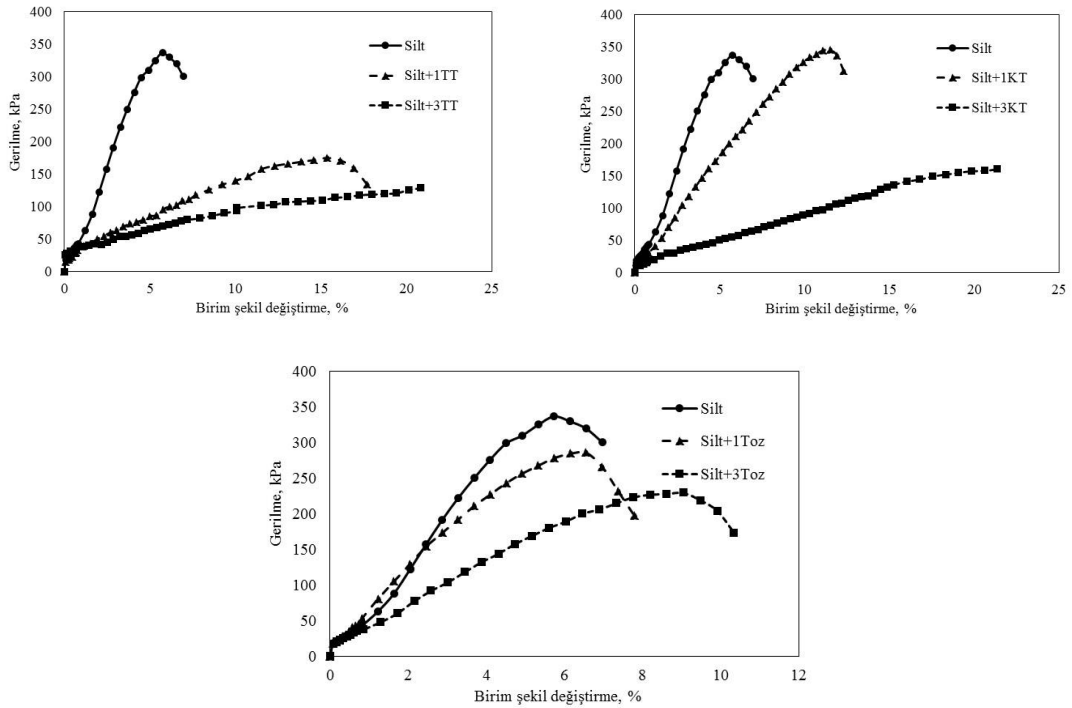 400
350
300
250
200
150
100
50
0
Gerilme, kPa
Silt
Silt+1TT
Silt+3TT
0 5 10 15 20 25
Birim şekil değiştirme, %
400
350
300
250
200
150
100
50
0
Gerilme, kPa
Silt
Silt+1KT
Silt+3KT
0 5 10 15 20 25
Birim şekil değiştirme, %
400
350
300
250
200
150
100
50
0
Gerilme, kPa
Silt
Silt+1Toz
Silt+3Toz
0 2 4 6 8 10 12
Birim şekil değiştirme, %